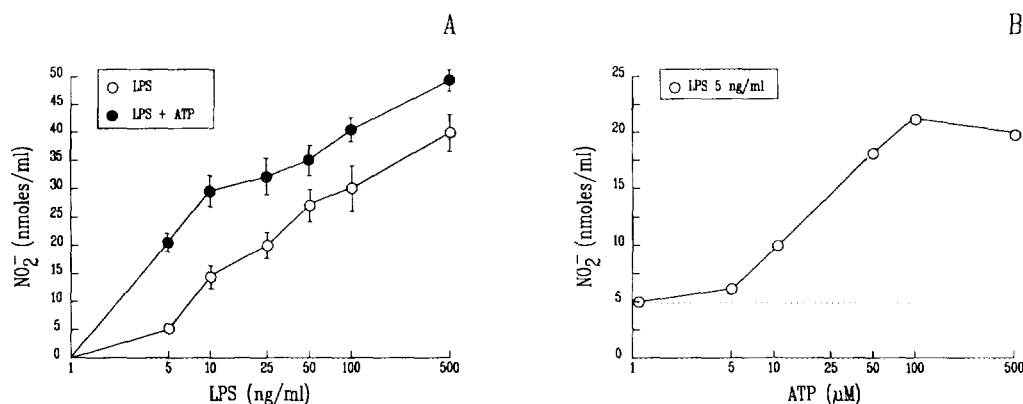 A
50
45
40
35
30
25
20
15
10
5
0
NO₂⁻ (nmoles/ml)
LPS
LPS + ATP
1 5 10 25 50 100 500
LPS (ng/ml)
B
25
20
15
10
5
0
NO₂⁻ (nmoles/ml)
LPS 5 ng/ml
1 5 10 25 50 100 500
ATP (µM)